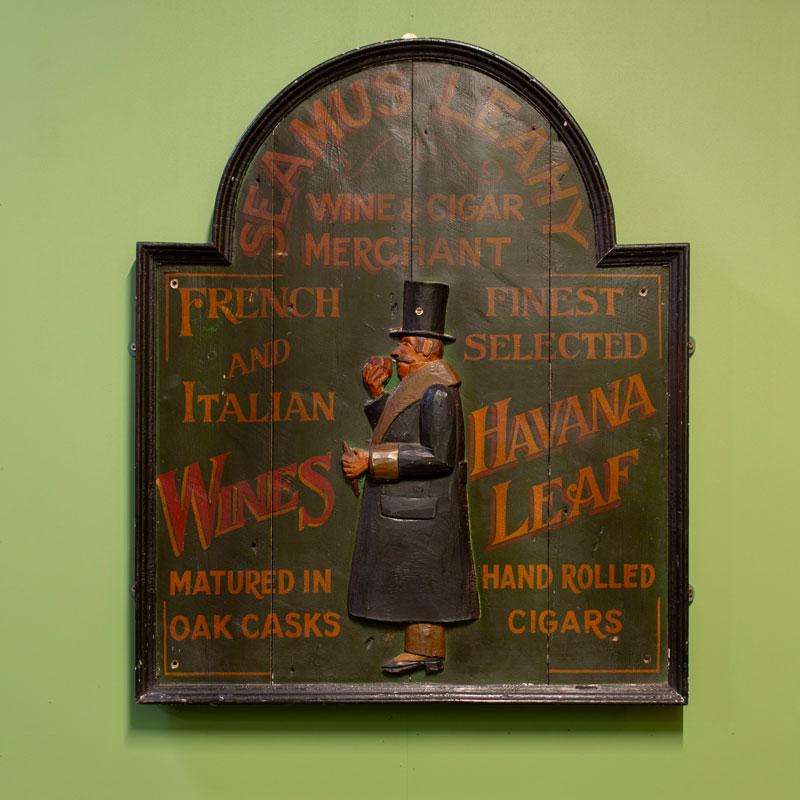 SEAMUS LEAHY
WINE & CIGAR
MERCHANT
FRENCH
AND
ITALIAN
WINES
MATURED IN
OAK CASKS
FINEST
SELECTED
HAVANA
LEAF
HAND ROLLED
CIGARS